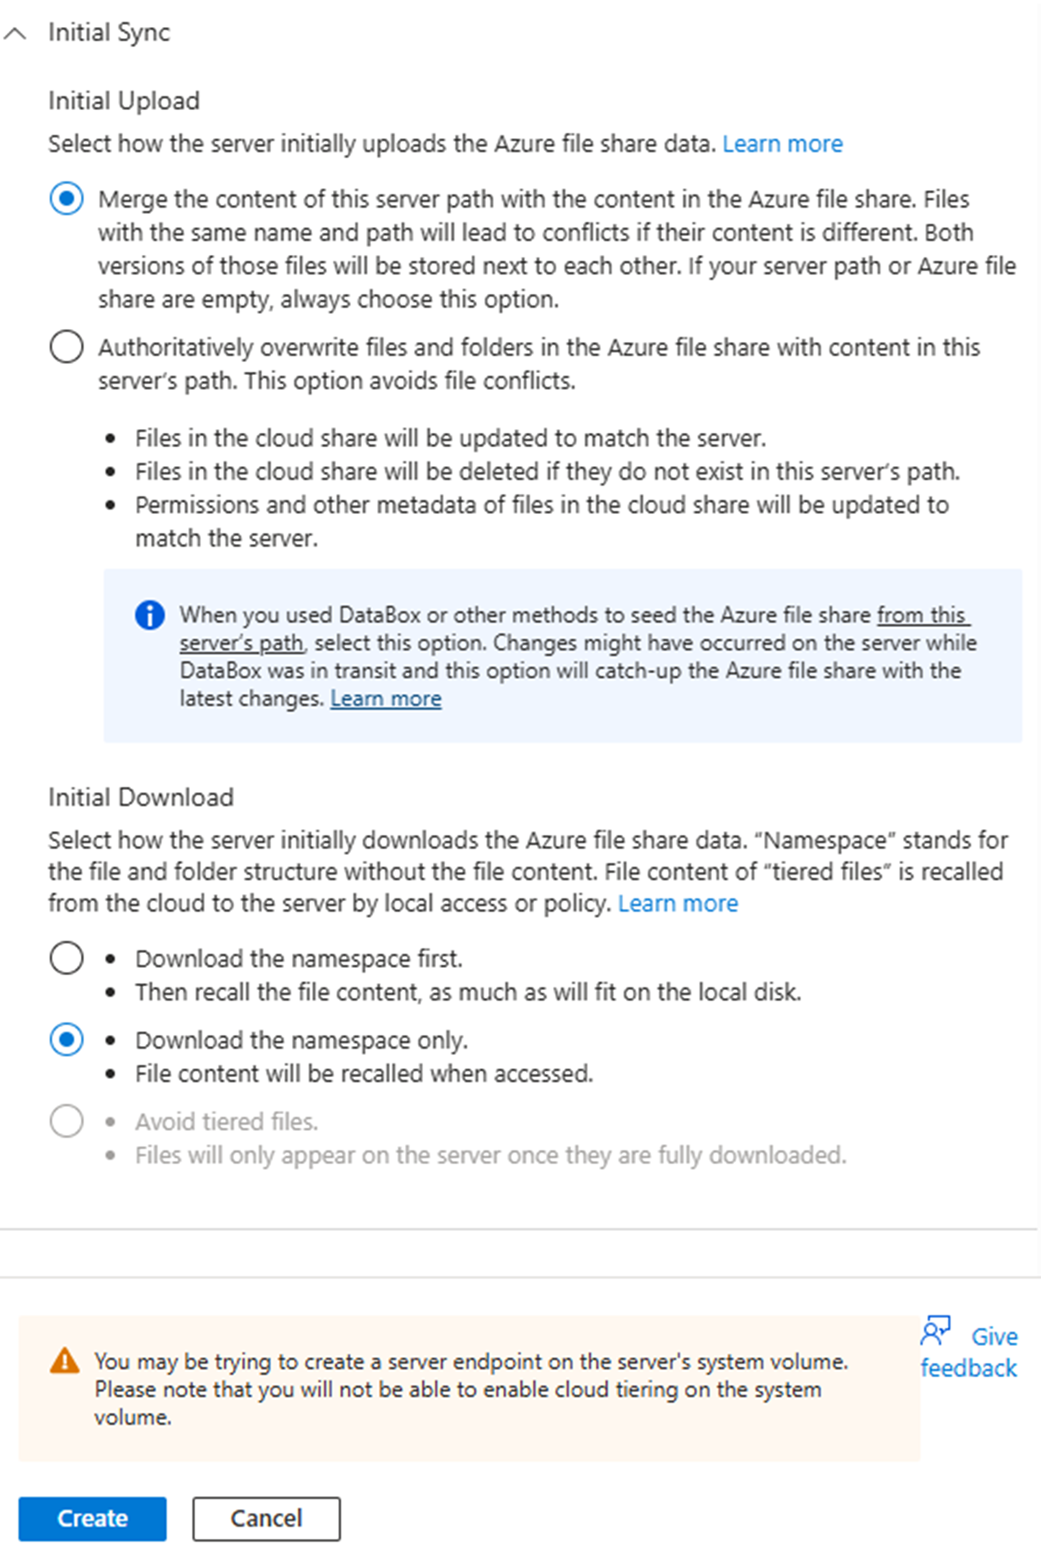 Initial Sync
Initial Upload
Select how the server initially uploads the Azure file share data. Learn more
Merge the content of this server path with the content in the Azure file share. Files
with the same name and path will lead to conflicts if their content is different. Both
versions of those files will be stored next to each other. If your server path or Azure file
share are empty, always choose this option.
Authoritatively overwrite files and folders in the Azure file share with content in this
server's path. This option avoids file conflicts.
• Files in the cloud share will be updated to match the server.
• Files in the cloud share will be deleted if they do not exist in this server's path.
• Permissions and other metadata of files in the cloud share will be updated to
match the server.
When you used DataBox or other methods to seed the Azure file share from this
server's path, select this option. Changes might have occurred on the server while
DataBox was in transit and this option will catch-up the Azure file share with the
latest changes. Learn more
Initial Download
Select how the server initially downloads the Azure file share data. "Namespace" stands for
the file and folder structure without the file content. File content of "tiered files" is recalled
from the cloud to the server by local access or policy. Learn more
• Download the namespace first.
• Then recall the file content, as much as will fit on the local disk.
• Download the namespace only.
• File content will be recalled when accessed.
• Avoid tiered files.
• Files will only appear on the server once they are fully downloaded.
You may be trying to create a server endpoint on the server's system volume.
Please note that you will not be able to enable cloud tiering on the system
volume.
Give
feedback
Create
Cancel